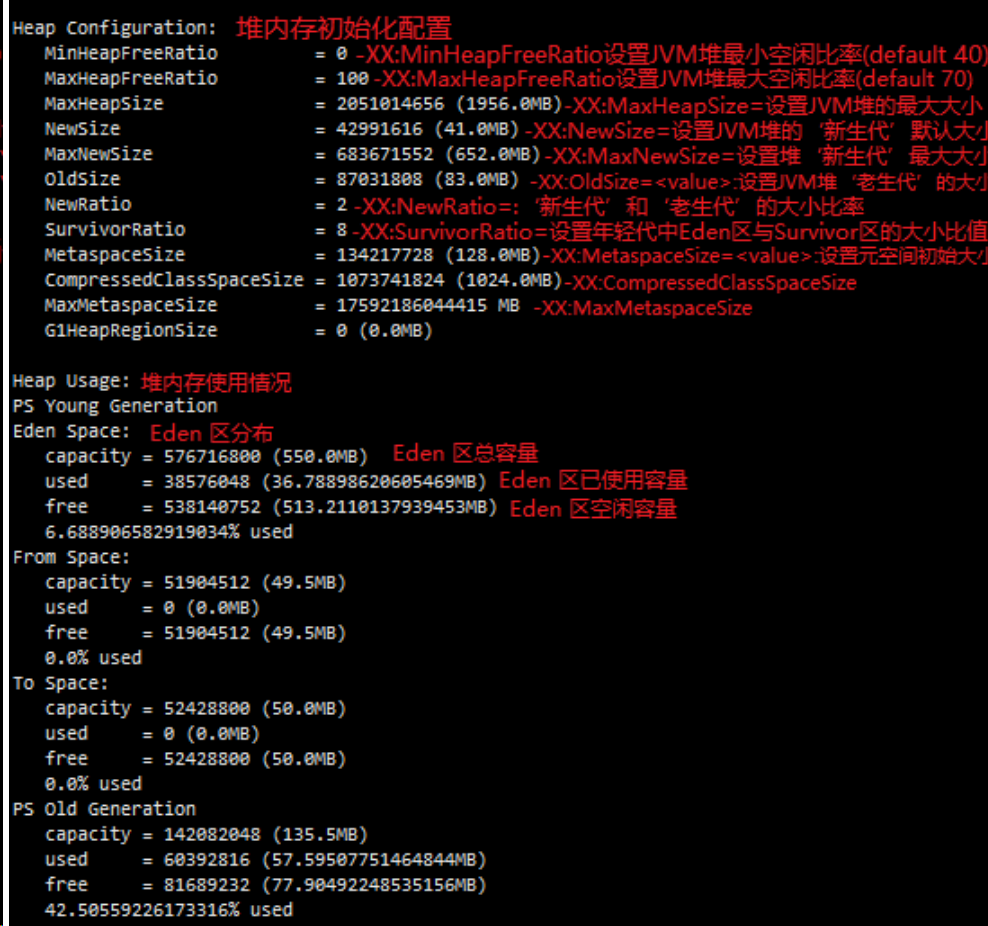 Heap Configuration: 堆内存初始化配置
MinHeapFreeRatio = 0 -XX:MinHeapFreeRatio设置JVM堆最小空闲比率(default 40)
MaxHeapFreeRatio = 100 -XX:MaxHeapFreeRatio设置JVM堆最大空闲比率(default 70)
MaxHeapSize = 2051014656 (1956.0MB)-XX:MaxHeapSize=设置JVM堆的最大大小
NewSize = 42991616 (41.0MB) -XX:NewSize=设置JVM堆的‘新生代’默认大小
MaxNewSize = 683671552 (652.0MB)-XX:MaxNewSize=设置堆‘新生代’最大大小
OldSize = 87031808 (83.0MB) -XX:OldSize=<value>:设置JVM堆‘老生代’的大小
NewRatio = 2 -XX:NewRatio=:‘新生代’和‘老生代’的大小比率
SurvivorRatio = 8 -XX:SurvivorRatio=设置年轻代中Eden区与Survivor区的大小比值
MetaspaceSize = 134217728 (128.0MB)-XX:MetaspaceSize=<value>:设置元空间初始大小
CompressedClassSpaceSize = 1073741824 (1024.0MB)-XX:CompressedClassSpaceSize
MaxMetaspaceSize = 17592186044415 MB -XX:MaxMetaspaceSize
G1HeapRegionSize = 0 (0.0MB)
Heap Usage: 堆内存使用情况
PS Young Generation
Eden Space: Eden 区分布
capacity = 576716800 (550.0MB) Eden 区总容量
used = 38576048 (36.78898620605469MB) Eden 区已使用容量
free = 538140752 (513.2110137939453MB) Eden 区空闲容量
6.688906582919034% used
From Space:
capacity = 51904512 (49.5MB)
used = 0 (0.0MB)
free = 51904512 (49.5MB)
0.0% used
To Space:
capacity = 52428800 (50.0MB)
used = 0 (0.0MB)
free = 52428800 (50.0MB)
0.0% used
PS Old Generation
capacity = 142082048 (135.5MB)
used = 60392816 (57.59507751464844MB)
free = 81689232 (77.90492248535156MB)
42.50559226173316% used